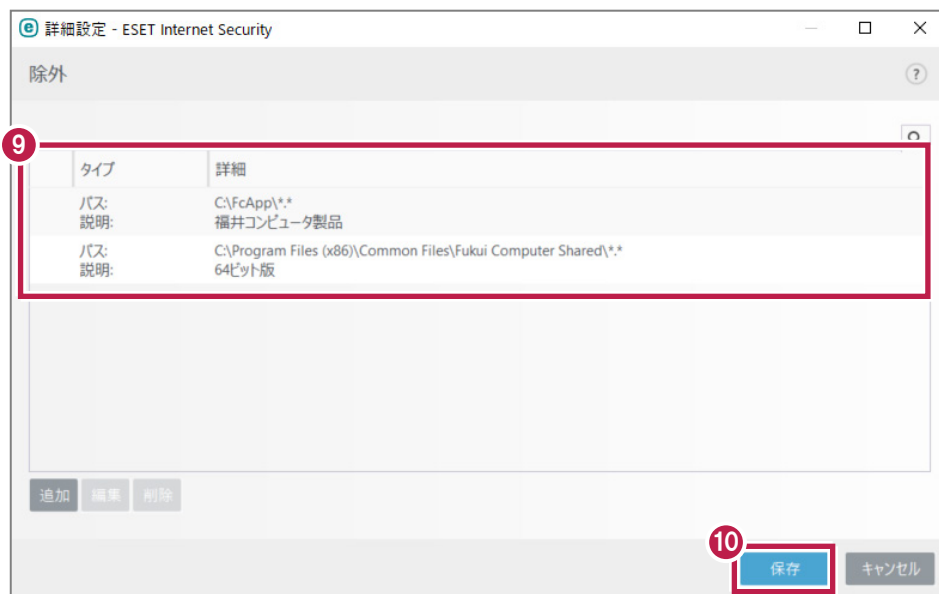 詳細設定 - ESET Internet Security
除外
?
9
タイプ 詳細
パス: C:\FcApp\*.*
説明: 福井コンピュータ製品
パス: C:\Program Files (x86)\Common Files\Fukui Computer Shared\*.*
説明: 64ビット版
追加 編集 削除
10
保存 キャンセル